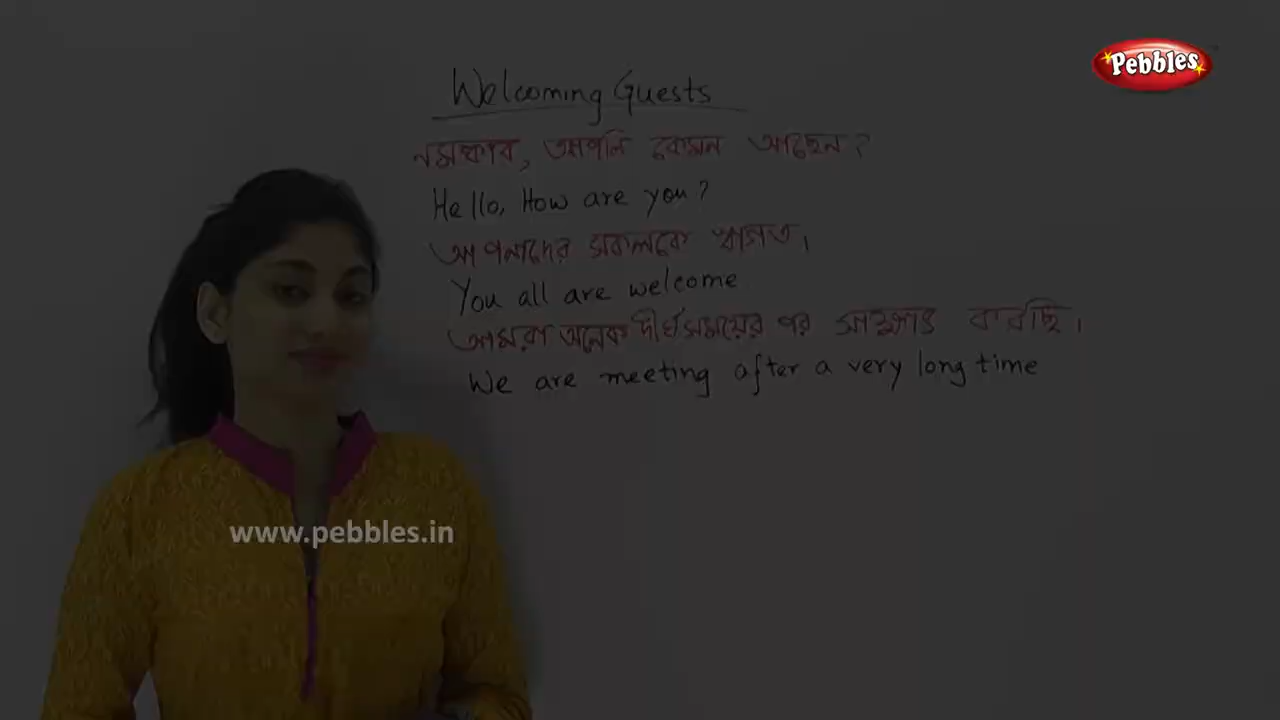 Pebbles
Welcoming Guests
নমস্কার, আপনি কেমন আছেন?
Hello, How are you?
আপনাদের সকলকে স্বাগত।
You all are welcome
আমরা অনেক দীর্ঘ সময়ের পর সাক্ষাৎ করছি।
We are meeting after a very long time
www.pebbles.in